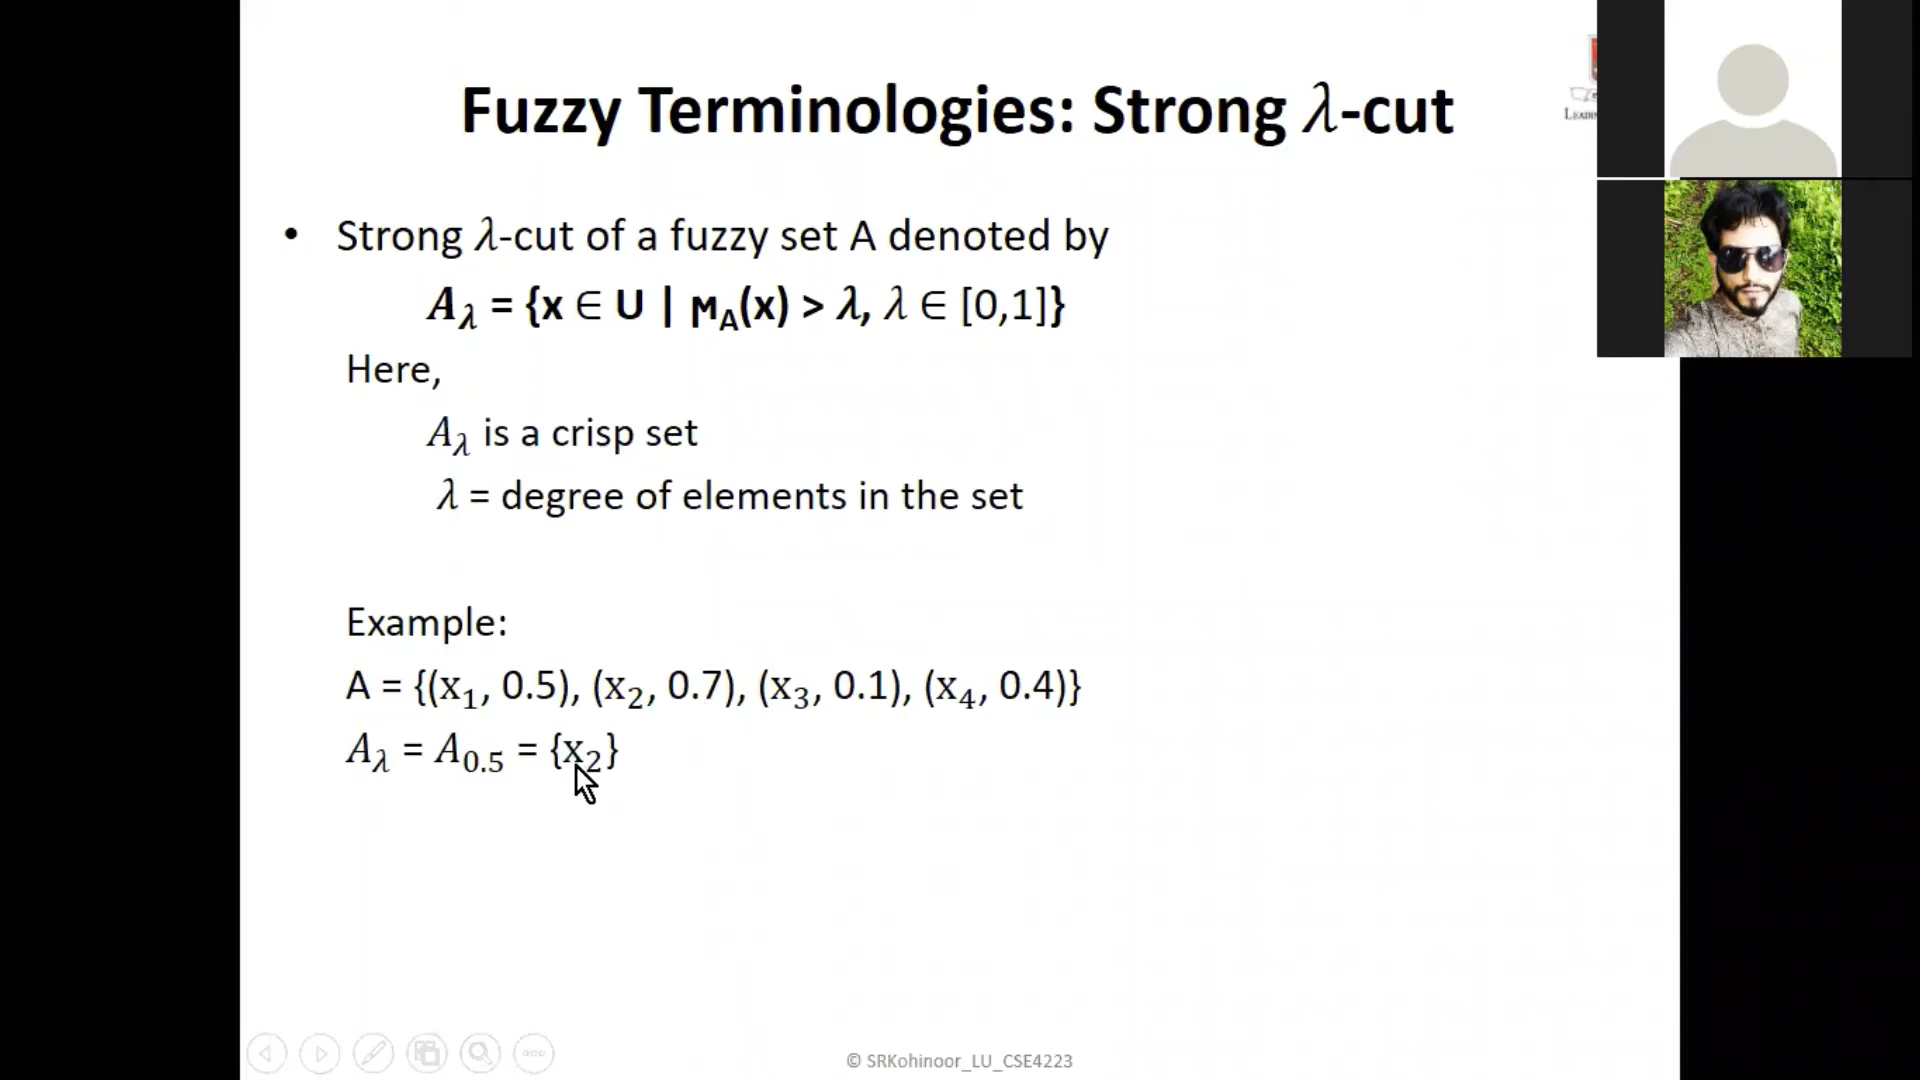 Fuzzy Terminologies: Strong 𝜆-cut
• Strong 𝜆-cut of a fuzzy set A denoted by
𝑨𝝀 = {x ∈ U | ϻA(x) > 𝝀, 𝜆 ∈ [0,1]}
Here,
𝐴𝜆 is a crisp set
𝜆 = degree of elements in the set
Example:
A = {(x₁, 0.5), (x₂, 0.7), (x₃, 0.1), (x₄, 0.4)}
𝐴𝜆 = 𝐴₀.₅ = {x₂}
© SRKohinoor_LU_CSE4223